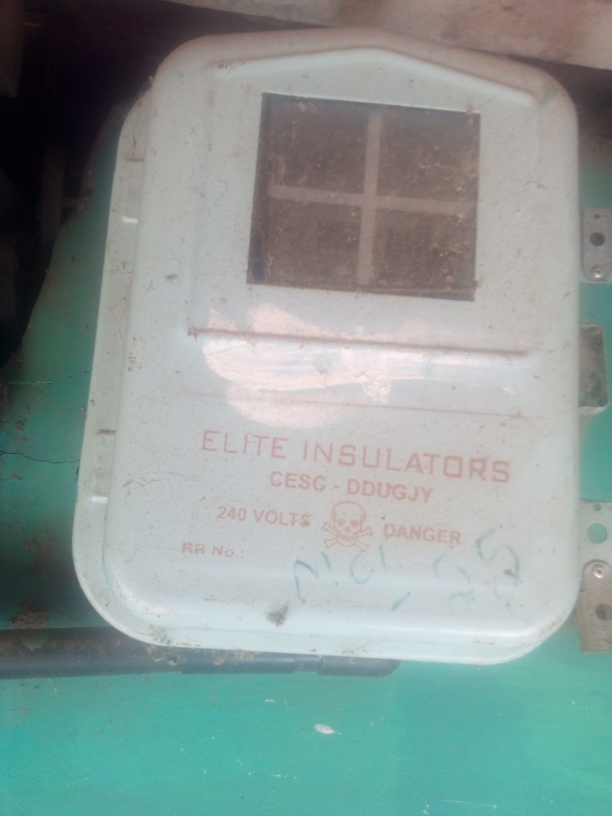 ELITE INSULATORS
CESC - DDUGJY
240 VOLTS DANGER
RR No.: